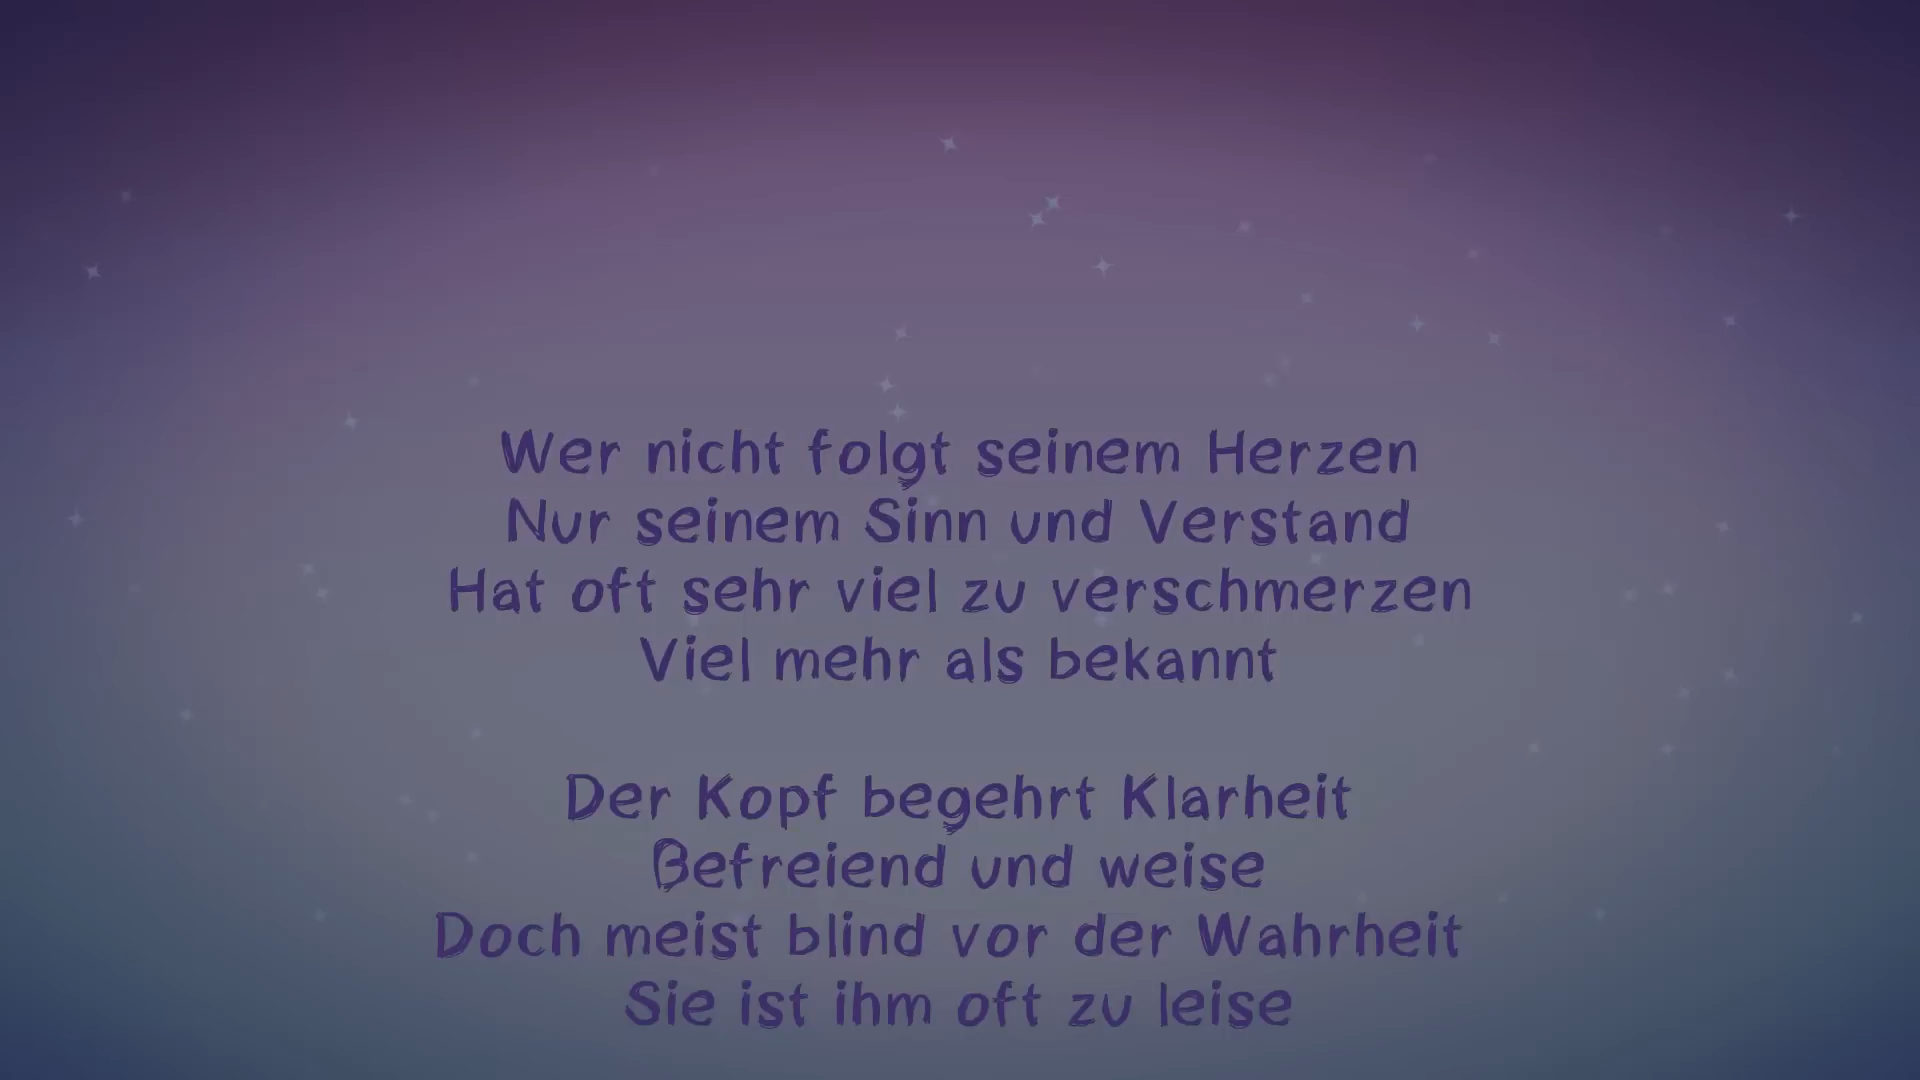 Wer nicht folgt seinem Herzen
Nur seinem Sinn und Verstand
Hat oft sehr viel zu verschmerzen
Viel mehr als bekannt
Der Kopf begehrt Klarheit
Befreiend und weise
Doch meist blind vor der Wahrheit
Sie ist ihm oft zu leise